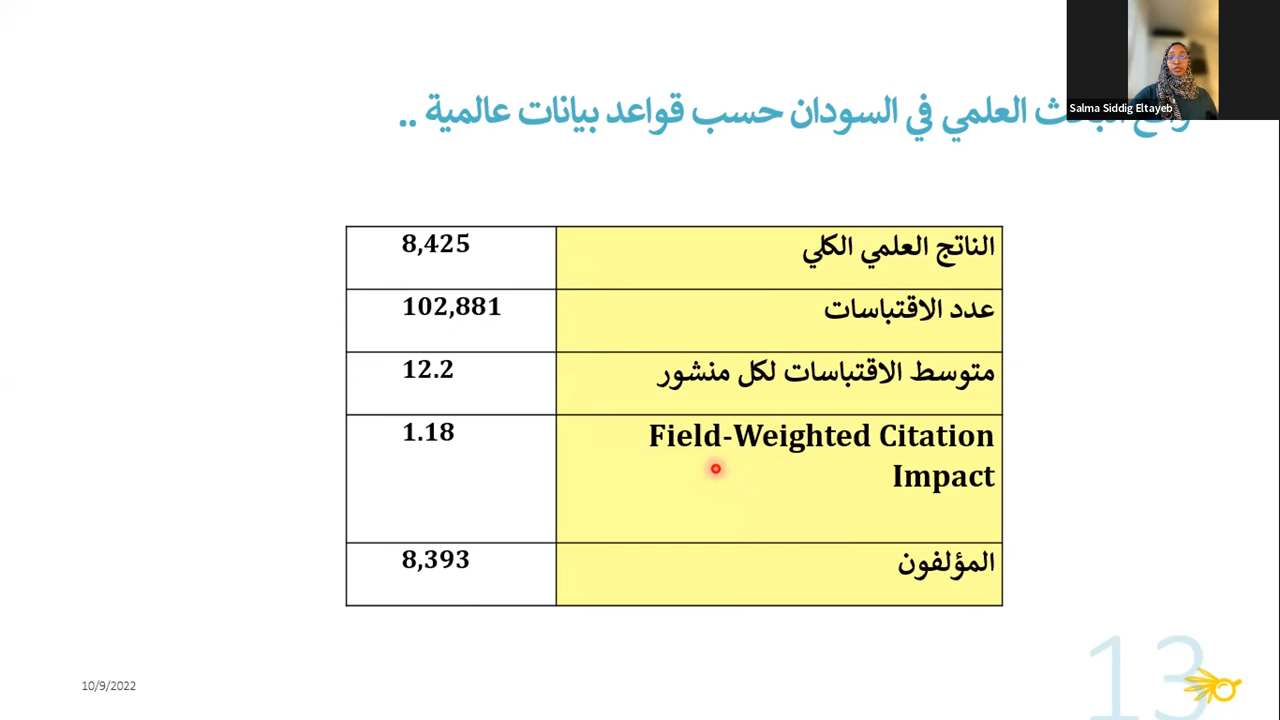 Salma Siddig Eltayeb
العلمي في السودان حسب قواعد بيانات عالمية ..
الناتج العلمي الكلي 8,425
عدد الاقتباسات 102,881
متوسط الاقتباسات لكل منشور 12.2
Field-Weighted Citation 1.18
Impact
المؤلفون 8,393
10/9/2022
13